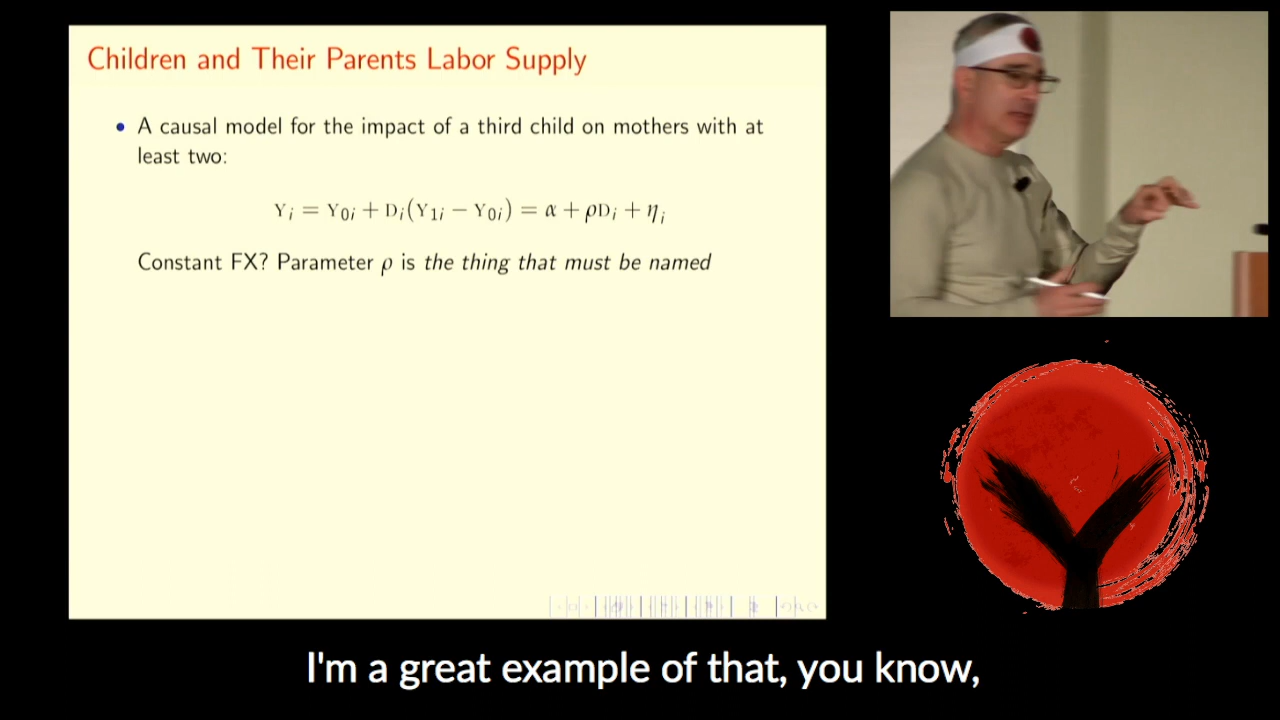 Children and Their Parents Labor Supply
• A causal model for the impact of a third child on mothers with at
least two:
Yᵢ = Y₀ᵢ + Dᵢ(Y₁ᵢ − Y₀ᵢ) = α + ρDᵢ + ηᵢ
Constant FX? Parameter ρ is the thing that must be named
I'm a great example of that, you know,